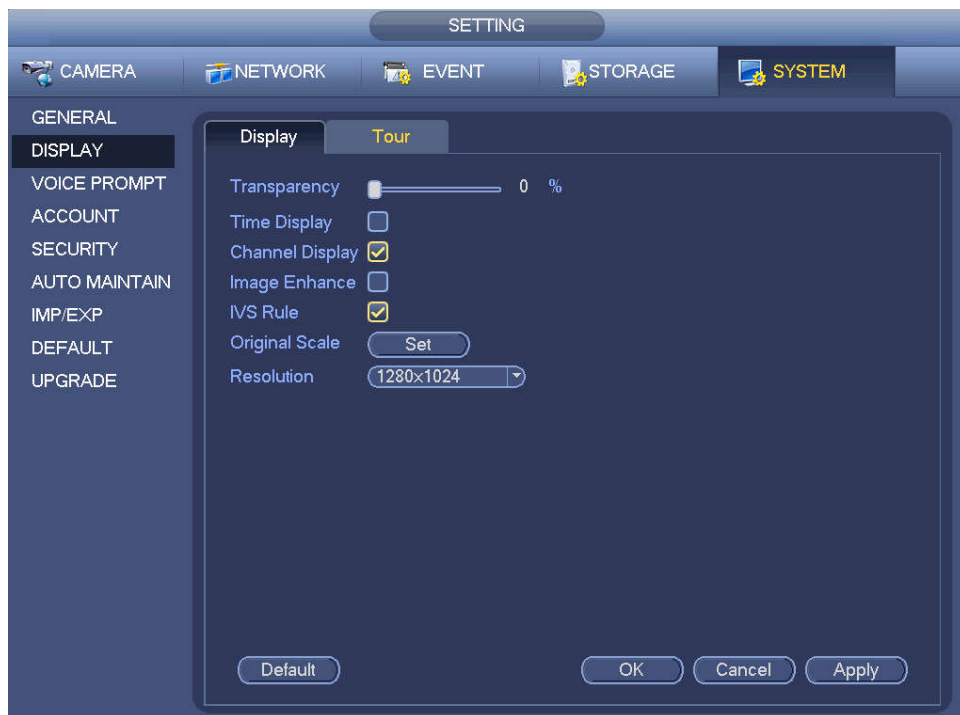 SETTING
CAMERA NETWORK EVENT STORAGE SYSTEM
GENERAL
DISPLAY
VOICE PROMPT
ACCOUNT
SECURITY
AUTO MAINTAIN
IMP/EXP
DEFAULT
UPGRADE
Display Tour
Transparency 0 %
Time Display
Channel Display
Image Enhance
IVS Rule
Original Scale Set
Resolution 1280×1024
Default OK Cancel Apply